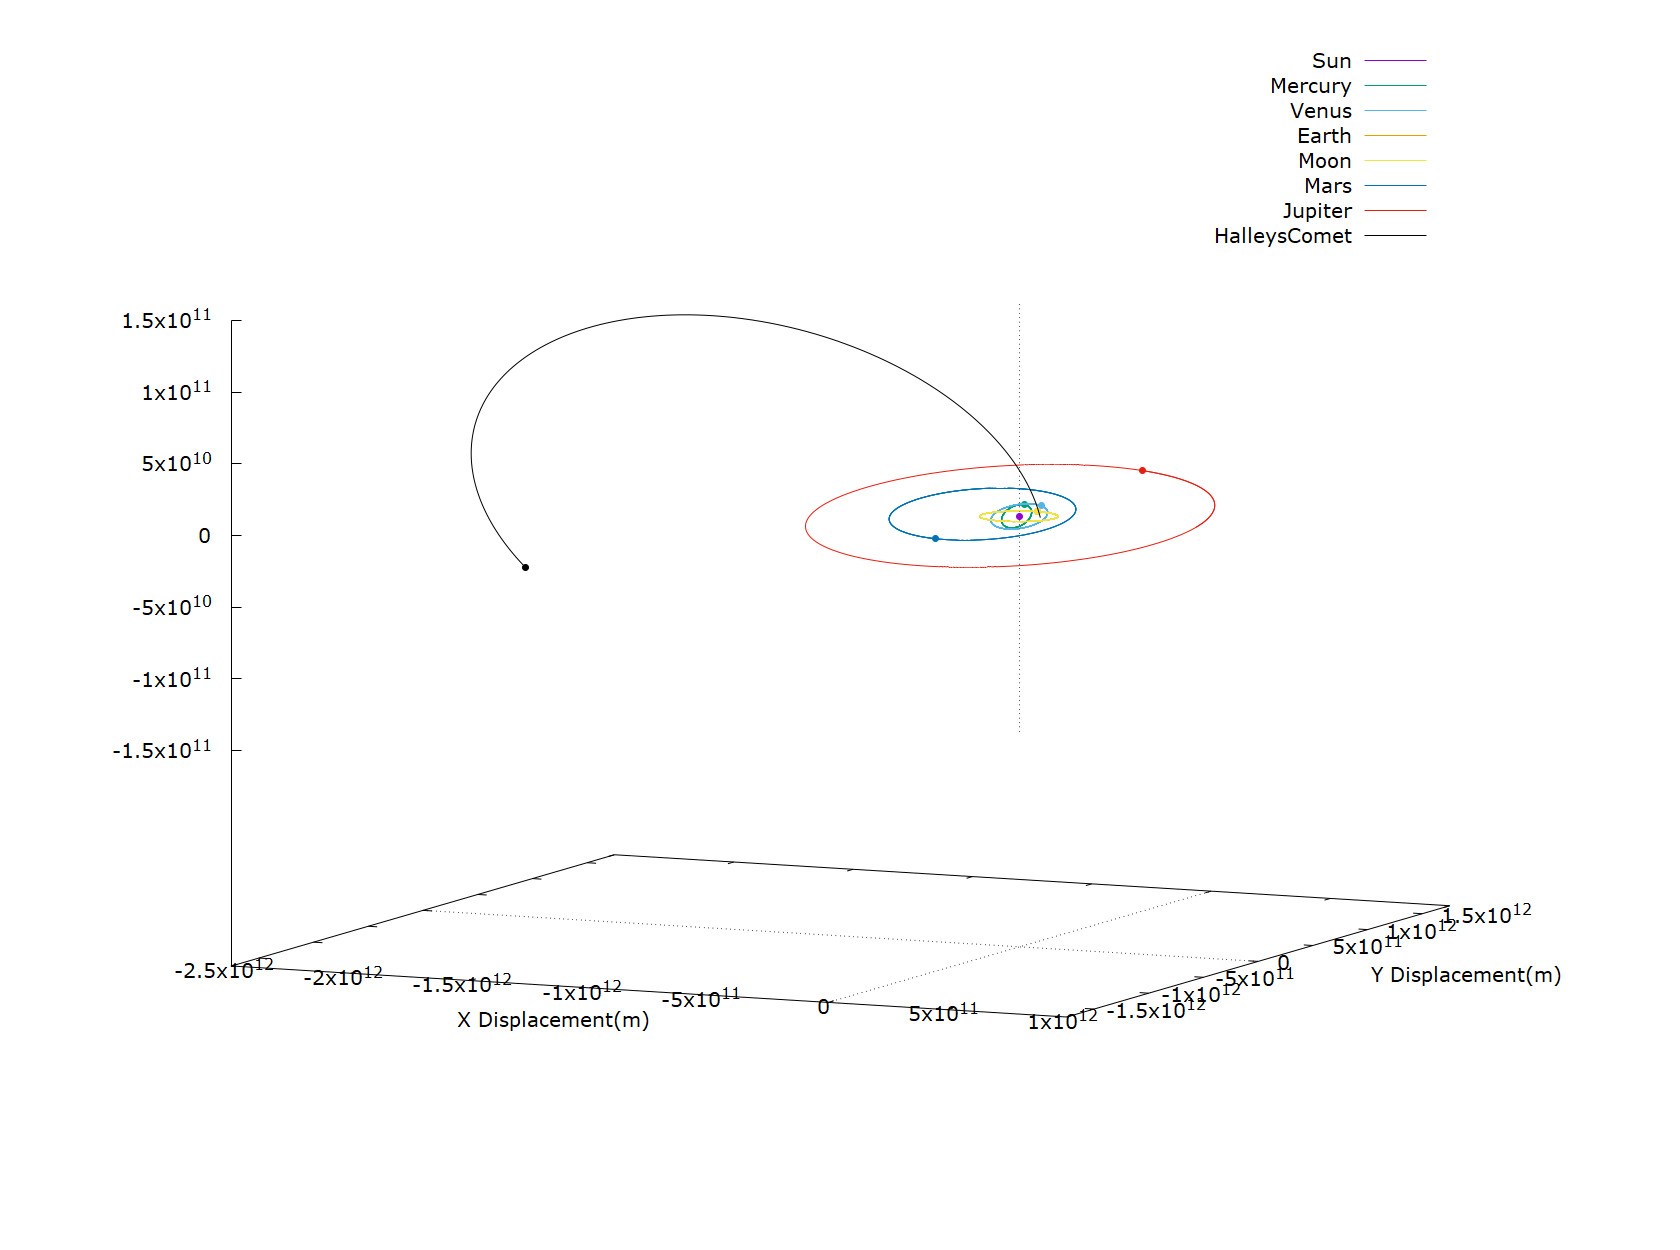 Sun
Mercury
Venus
Earth
Moon
Mars
Jupiter
HalleysComet
1.5x10^11
1x10^11
5x10^10
0
-5x10^10
-1x10^11
-1.5x10^11
-2.5x10^12
-2x10^12
-1.5x10^12
-1x10^12
-5x10^11
0
5x10^11
1x10^12
X Displacement(m)
1.5x10^12
1x10^12
5x10^11
0
-5x10^11
-1x10^12
-1.5x10^12
Y Displacement(m)